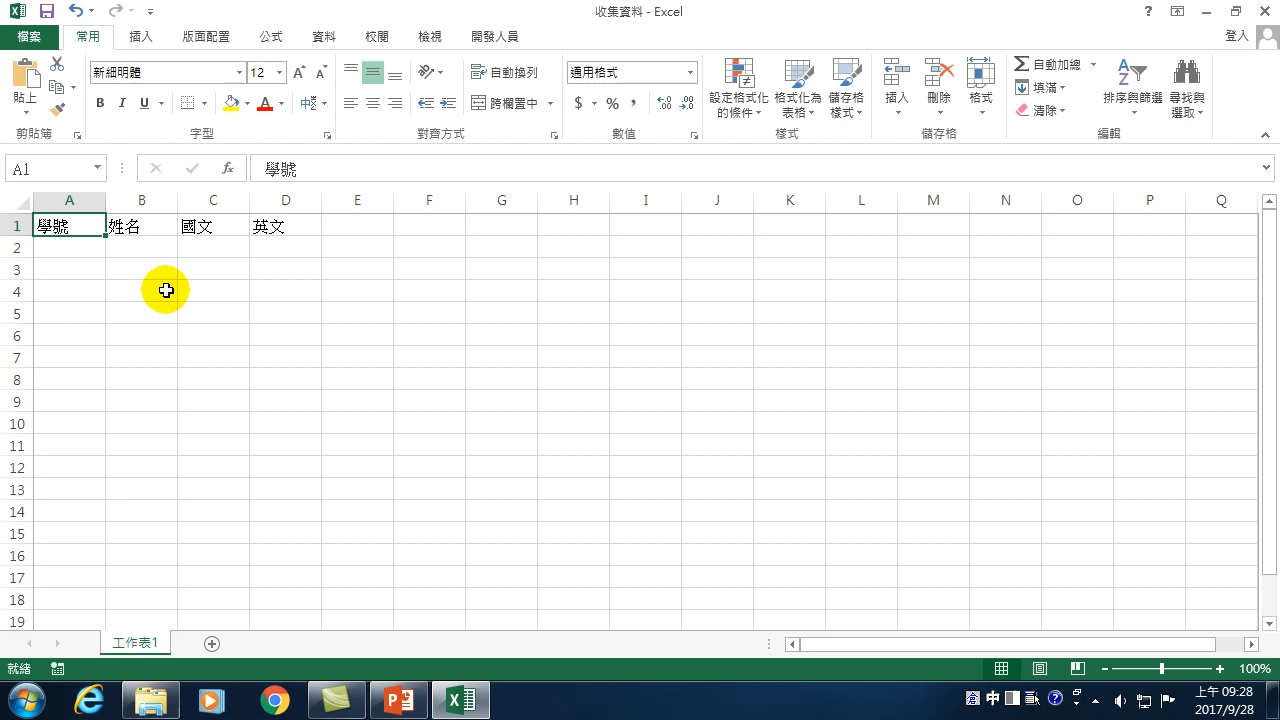 收集資料 - Excel
?
檔案 常用 插入 版面配置 公式 資料 校閱 檢視 開發人員 登入
貼上
新細明體 12 A A
B I U A 中
自動換列
跨欄置中
通用格式
$ % ,
設定格式化的條件 格式化為表格 儲存格樣式
插入 刪除 格式
自動加總
填滿
清除
排序與篩選 尋找與選取
剪貼簿 字型 對齊方式 數值 樣式 儲存格 編輯
A1 fx 學號
A B C D E F G H I J K L M N O P Q
1 學號 姓名 國文 英文
2
3
4
5
6
7
8
9
10
11
12
13
14
15
16
17
18
19
工作表1
就緒 100%
中 上午 09:28
2017/9/28